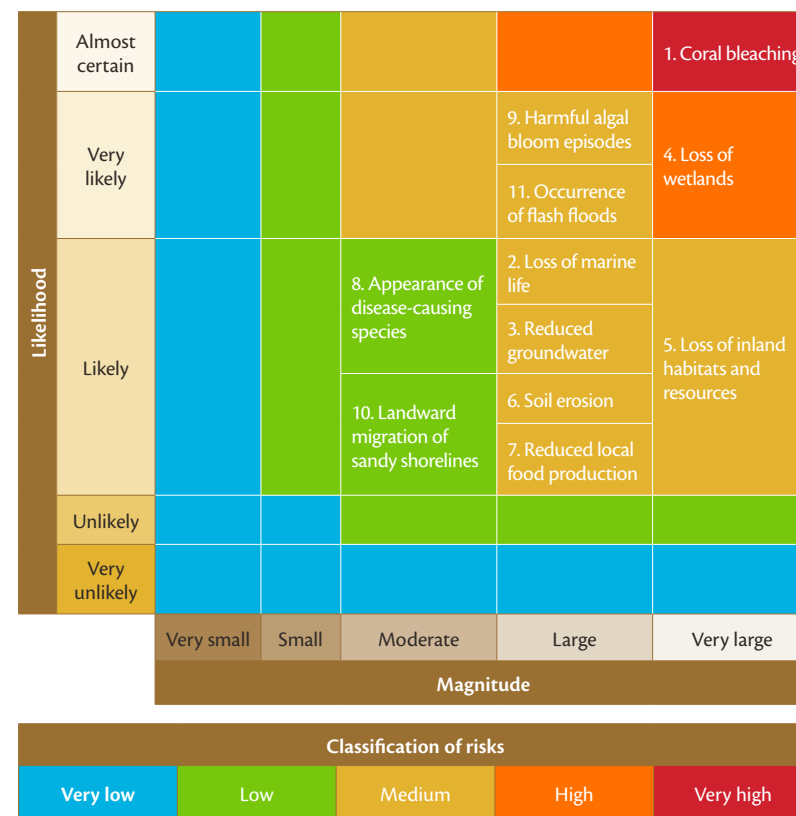 Likelihood
Almost
certain
1. Coral bleaching
Very
likely
9. Harmful algal
bloom episodes
11. Occurrence
of flash floods
4. Loss of
wetlands
Likely
8. Appearance of
disease-causing
species
10. Landward
migration of
sandy shorelines
2. Loss of marine
life
3. Reduced
groundwater
6. Soil erosion
7. Reduced local
food production
5. Loss of inland
habitats and
resources
Unlikely
Very
unlikely
Very small
Small
Moderate
Large
Very large
Magnitude
Classification of risks
Very low
Low
Medium
High
Very high